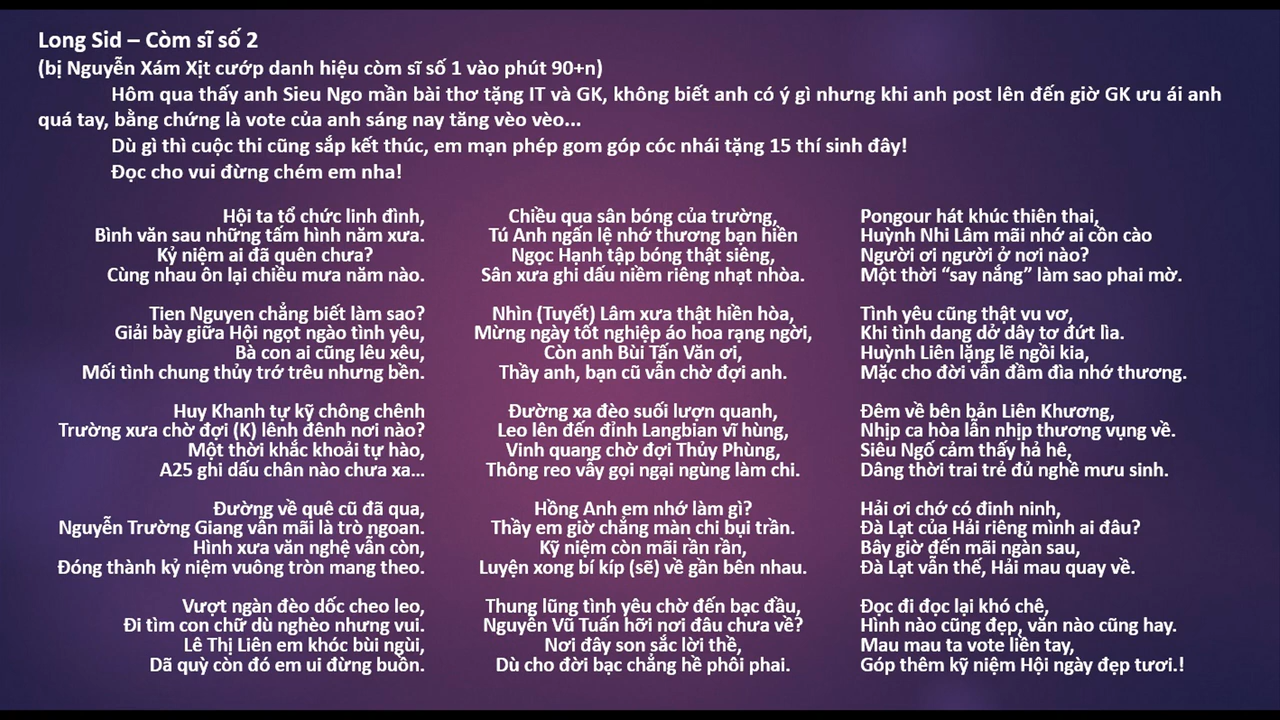 Long Sid – Còm sĩ số 2
(bị Nguyễn Xám Xịt cướp danh hiệu còm sĩ số 1 vào phút 90+n)
Hôm qua thấy anh Sieu Ngo mần bài thơ tặng IT và GK, không biết anh có ý gì nhưng khi anh post lên đến giờ GK ưu ái anh
quá tay, bằng chứng là vote của anh sáng nay tăng vèo vèo...
Dù gì thì cuộc thi cũng sắp kết thúc, em mạn phép gom góp cóc nhái tặng 15 thí sinh đây!
Đọc cho vui đừng chém em nha!
Hội ta tổ chức linh đình,
Bình văn sau những tấm hình năm xưa.
Kỷ niệm ai đã quên chưa?
Cùng nhau ôn lại chiều mưa năm nào.
Tien Nguyen chẳng biết làm sao?
Giải bày giữa Hội ngọt ngào tình yêu,
Bà con ai cũng lêu xêu,
Mối tình chung thủy trớ trêu nhưng bền.
Huy Khanh tự kỹ chông chênh
Trường xưa chờ đợi (K) lênh đênh nơi nào?
Một thời khắc khoải tự hào,
A25 ghi dấu chân nào chưa xa...
Đường về quê cũ đã qua,
Nguyễn Trường Giang vẫn mãi là trò ngoan.
Hình xưa văn nghệ vẫn còn,
Đóng thành kỷ niệm vuông tròn mang theo.
Vượt ngàn đèo dốc cheo leo,
Đi tìm con chữ dù nghèo nhưng vui.
Lê Thị Liên em khóc bùi ngùi,
Dã quỳ còn đó em ui đừng buồn.
Chiều qua sân bóng của trường,
Tú Anh ngấn lệ nhớ thương bạn hiền
Ngọc Hạnh tập bóng thật siêng,
Sân xưa ghi dấu niềm riêng nhạt nhòa.
Nhìn (Tuyết) Lâm xưa thật hiền hòa,
Mừng ngày tốt nghiệp áo hoa rạng ngời,
Còn anh Bùi Tấn Văn ơi,
Thầy anh, bạn cũ vẫn chờ đợi anh.
Đường xa đèo suối lượn quanh,
Leo lên đến đỉnh Langbian vĩ hùng,
Vinh quang chờ đợi Thủy Phùng,
Thông reo vẫy gọi ngại ngùng làm chi.
Hồng Anh em nhớ làm gì?
Thầy em giờ chẳng màn chi bụi trần.
Kỹ niệm còn mãi rần rần,
Luyện xong bí kíp (sẽ) về gần bên nhau.
Thung lũng tình yêu chờ đến bạc đầu,
Nguyễn Vũ Tuấn hỡi nơi đâu chưa về?
Nơi đây son sắc lời thề,
Dù cho đời bạc chẳng hề phôi phai.
Pongour hát khúc thiên thai,
Huỳnh Nhi Lâm mãi nhớ ai cồn cào
Người ơi người ở nơi nào?
Một thời “say nắng” làm sao phai mờ.
Tình yêu cũng thật vu vơ,
Khi tình dang dở dây tơ đứt lìa.
Huỳnh Liên lặng lẽ ngồi kia,
Mặc cho đời vẫn đầm đìa nhớ thương.
Đêm về bên bản Liên Khương,
Nhịp ca hòa lẫn nhịp thương vụng về.
Siêu Ngố cảm thấy hả hê,
Dâng thời trai trẻ đủ nghề mưu sinh.
Hải ơi chớ có đinh ninh,
Đà Lạt của Hải riêng mình ai đâu?
Bây giờ đến mãi ngàn sau,
Đà Lạt vẫn thế, Hải mau quay về.
Đọc đi đọc lại khó chê,
Hình nào cũng đẹp, văn nào cũng hay.
Mau mau ta vote liền tay,
Góp thêm kỹ niệm Hội ngày đẹp tươi.!